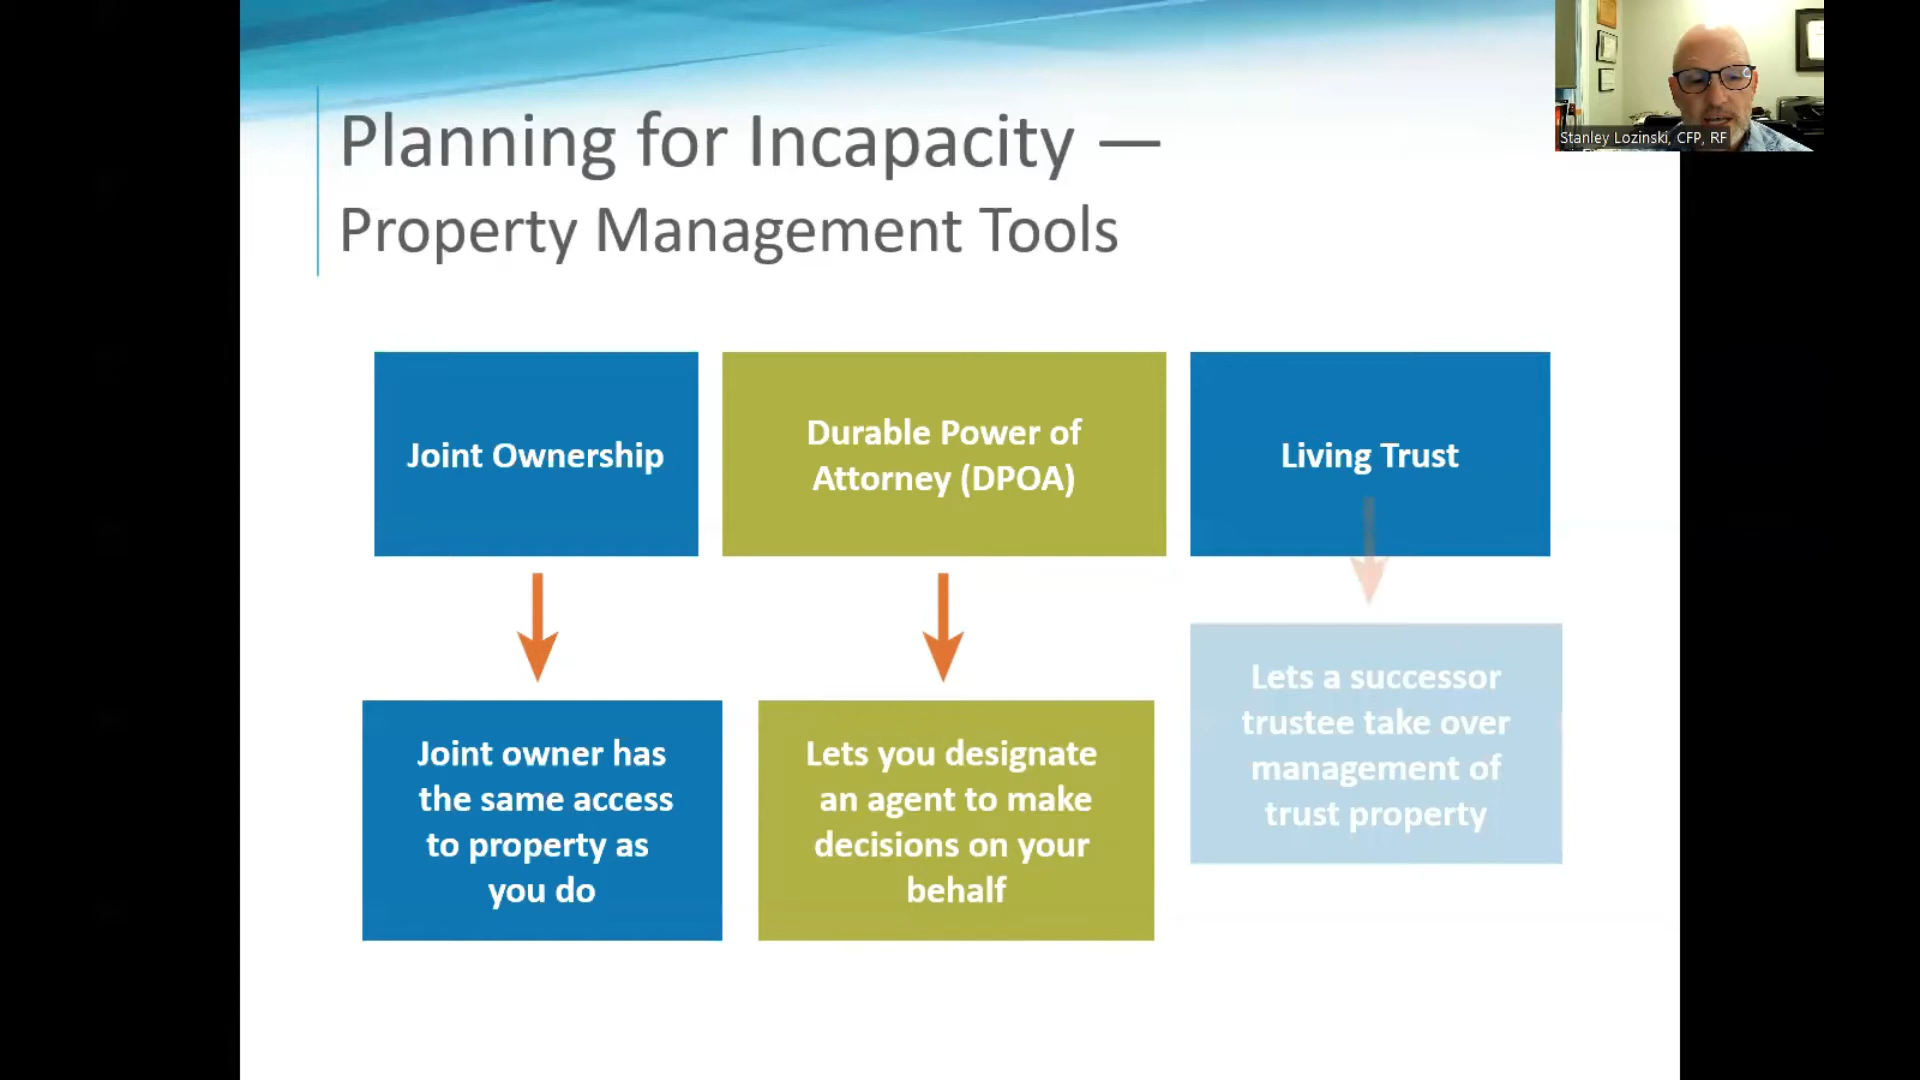 Planning for Incapacity —
Property Management Tools
Stanley Lozinski, CFP, RF
Joint Ownership
Durable Power of
Attorney (DPOA)
Living Trust
Joint owner has
the same access
to property as
you do
Lets you designate
an agent to make
decisions on your
behalf
Lets a successor
trustee take over
management of
trust property